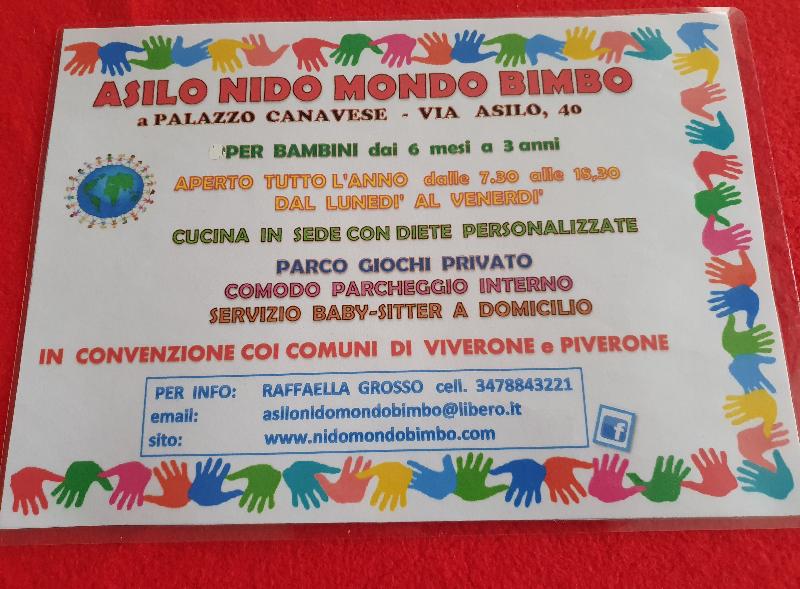 ASILO NIDO MONDO BIMBO
a PALAZZO CANAVESE - VIA ASILO, 40
PER BAMBINI dai 6 mesi a 3 anni
APERTO TUTTO L'ANNO dalle 7.30 alle 18,30
DAL LUNEDI' AL VENERDI'
CUCINA IN SEDE CON DIETE PERSONALIZZATE
PARCO GIOCHI PRIVATO
COMODO PARCHEGGIO INTERNO
SERVIZIO BABY-SITTER A DOMICILIO
IN CONVENZIONE COI COMUNI DI VIVERONE e PIVERONE
PER INFO: RAFFAELLA GROSSO cell. 3478843221
email: asilonidomondobimbo@libero.it
sito: www.nidomondobimbo.com
f